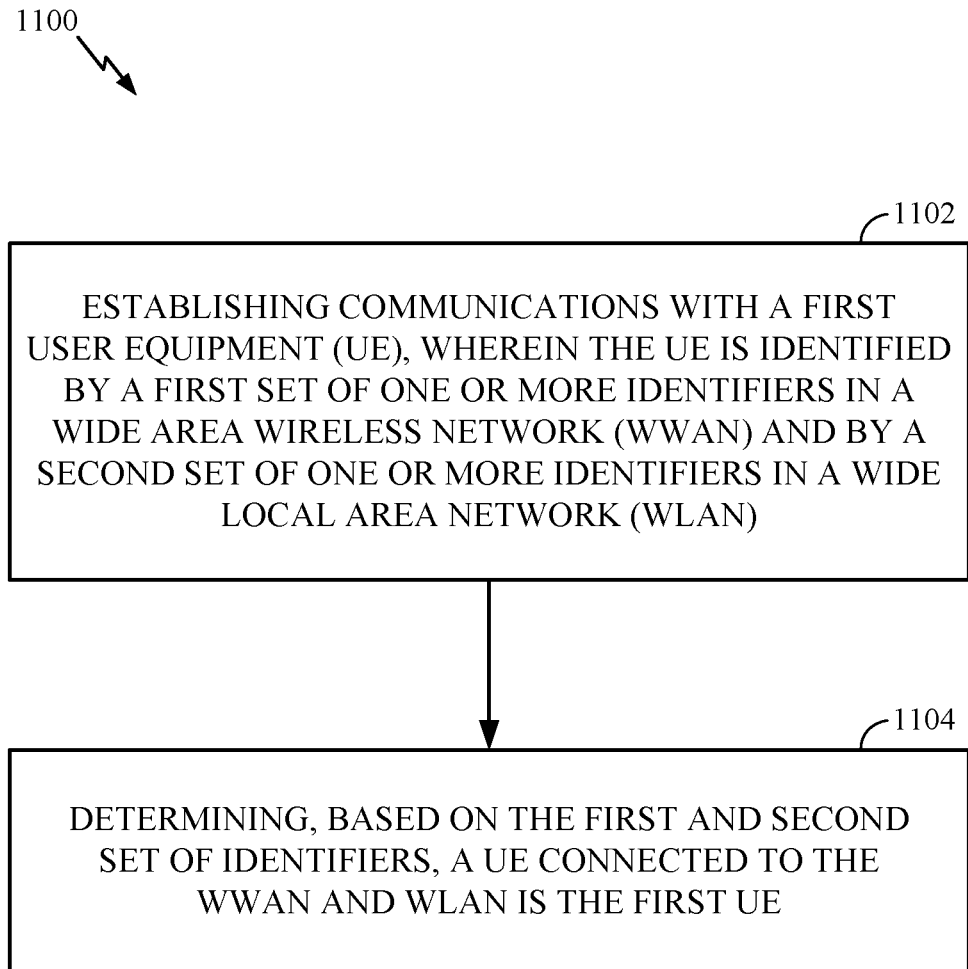 1100
1102
ESTABLISHING COMMUNICATIONS WITH A FIRST
USER EQUIPMENT (UE), WHEREIN THE UE IS IDENTIFIED
BY A FIRST SET OF ONE OR MORE IDENTIFIERS IN A
WIDE AREA WIRELESS NETWORK (WWAN) AND BY A
SECOND SET OF ONE OR MORE IDENTIFIERS IN A WIDE
LOCAL AREA NETWORK (WLAN)
1104
DETERMINING, BASED ON THE FIRST AND SECOND
SET OF IDENTIFIERS, A UE CONNECTED TO THE
WWAN AND WLAN IS THE FIRST UE